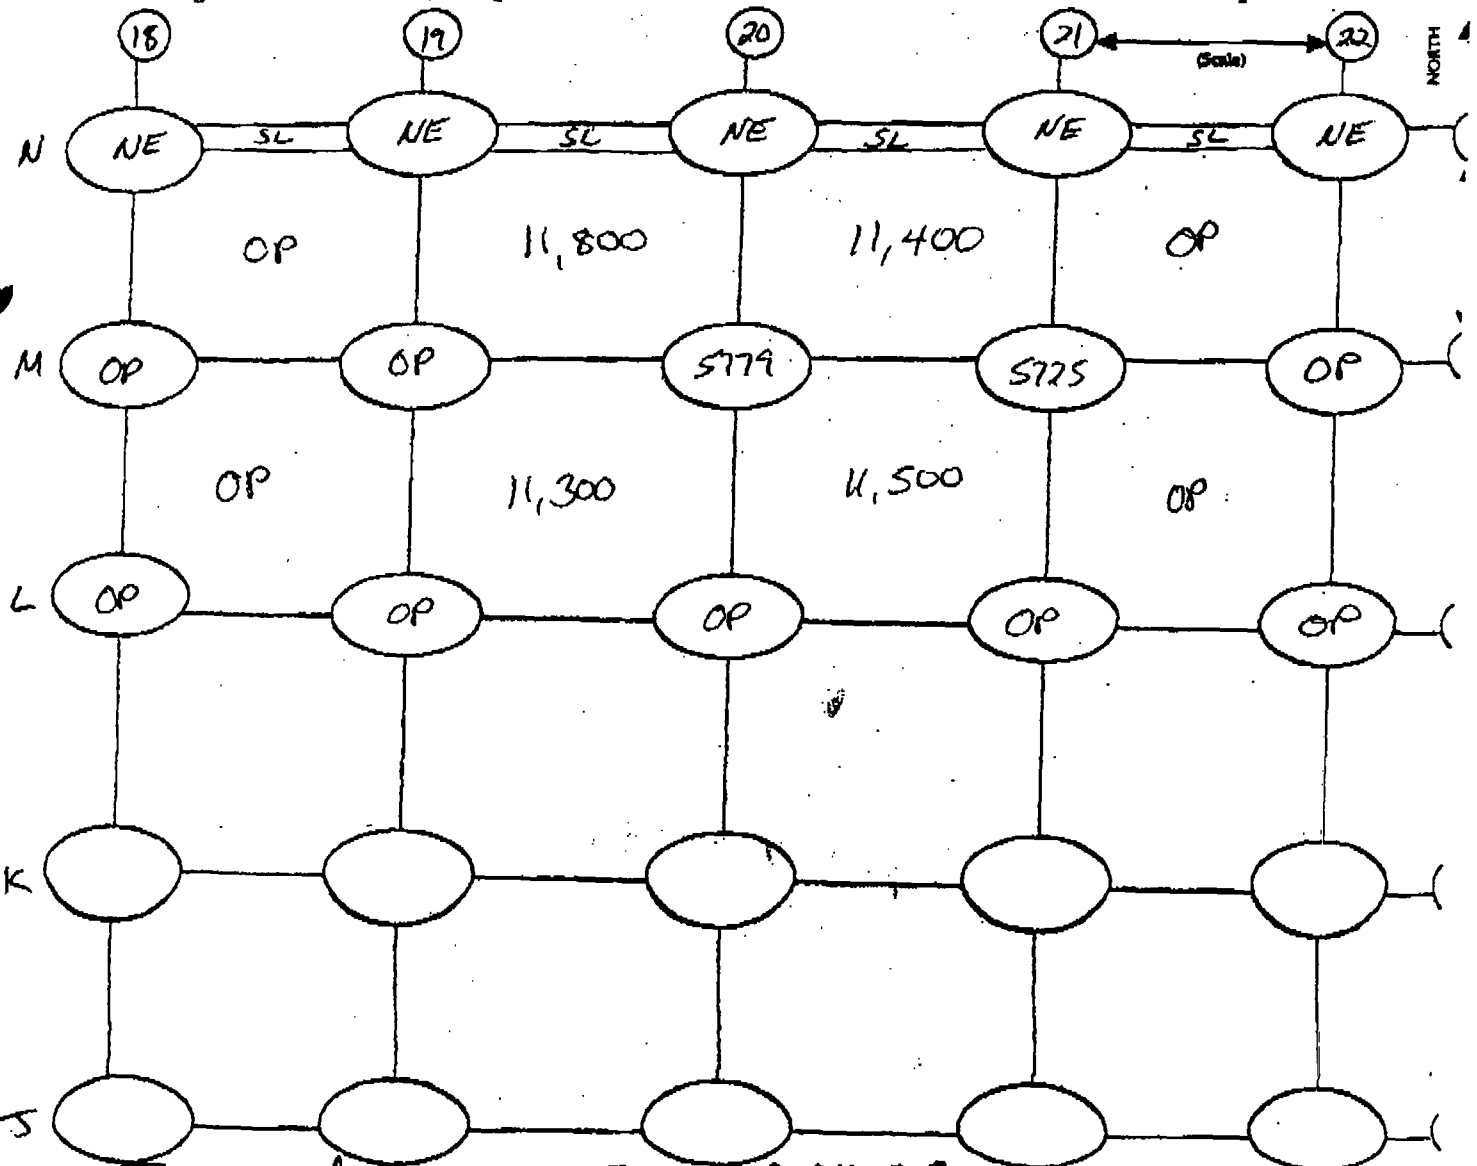 18 19 20 21 22
(Scale)
NORTH
N NE SL NE SL NE SL NE SL NE
OP 11,800 11,400 OP
M OP OP 5779 5725 OP
OP 11,300 11,500 OP
L OP OP OP OP OP
K
J